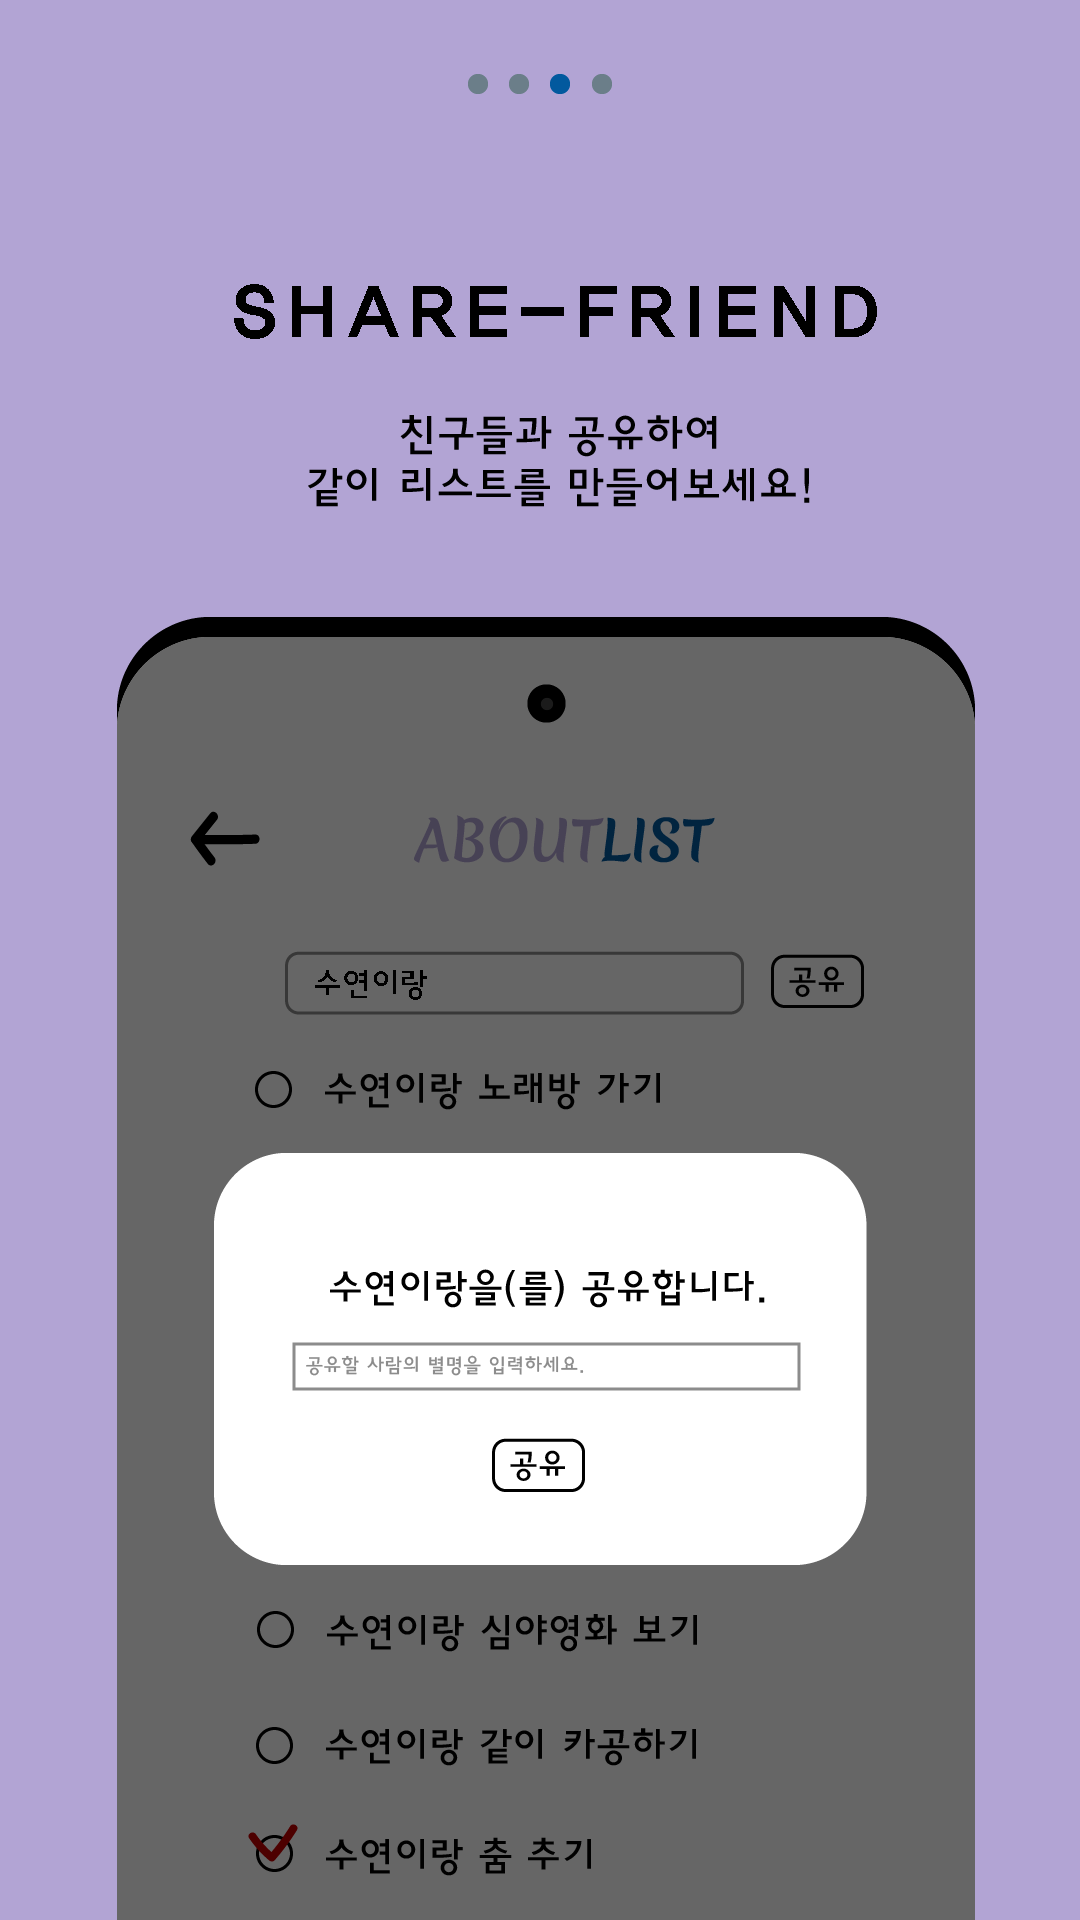 SHARE-FRIEND
친구들과 공유하여
같이 리스트를 만들어보세요!
ABOUTLIST
수연이랑 공유
수연이랑 노래방 가기
수연이랑을(를) 공유합니다.
공유할 사람의 별명을 입력하세요.
공유
수연이랑 심야영화 보기
수연이랑 같이 카공하기
수연이랑 춤 추기